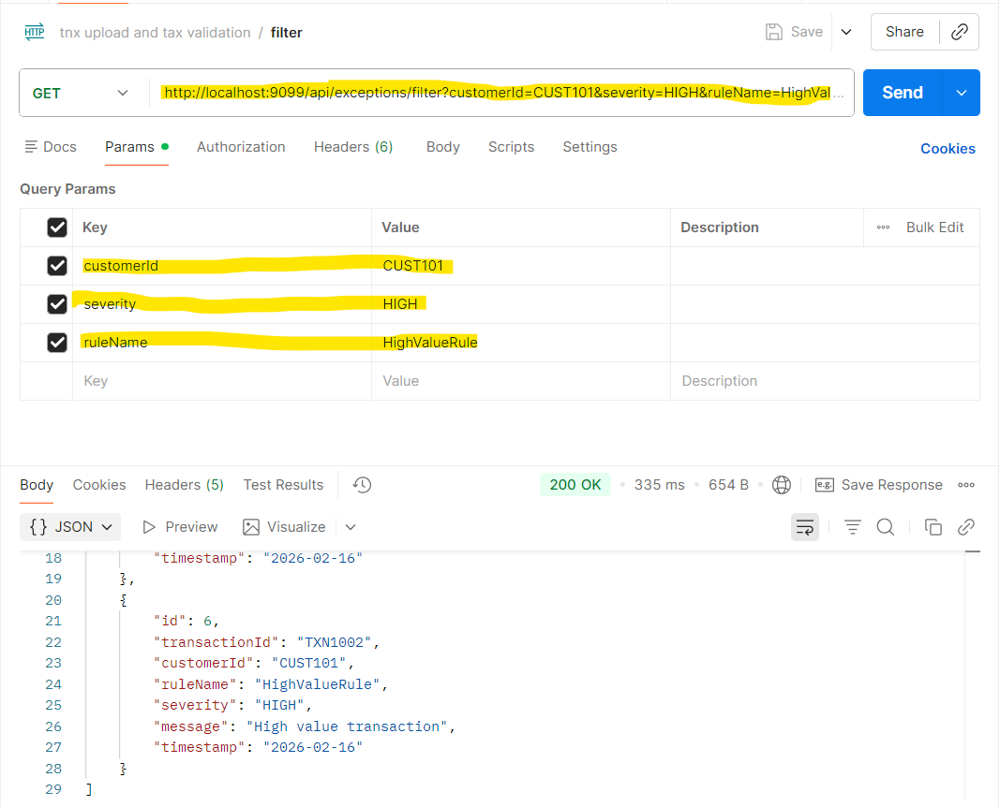 HTTP tnx upload and tax validation / filter Save Share
GET http://localhost:9099/api/exceptions/filter?customerId=CUST101&severity=HIGH&ruleName=HighVal... Send
Docs Params Authorization Headers (6) Body Scripts Settings Cookies
Query Params
Key Value Description Bulk Edit
customerId CUST101
severity HIGH
ruleName HighValueRule
Key Value Description
Body Cookies Headers (5) Test Results 200 OK 335 ms 654 B e.g. Save Response
{} JSON Preview Visualize
18 "timestamp": "2026-02-16"
19 },
20 {
21 "id": 6,
22 "transactionId": "TXN1002",
23 "customerId": "CUST101",
24 "ruleName": "HighValueRule",
25 "severity": "HIGH",
26 "message": "High value transaction",
27 "timestamp": "2026-02-16"
28 }
29 ]